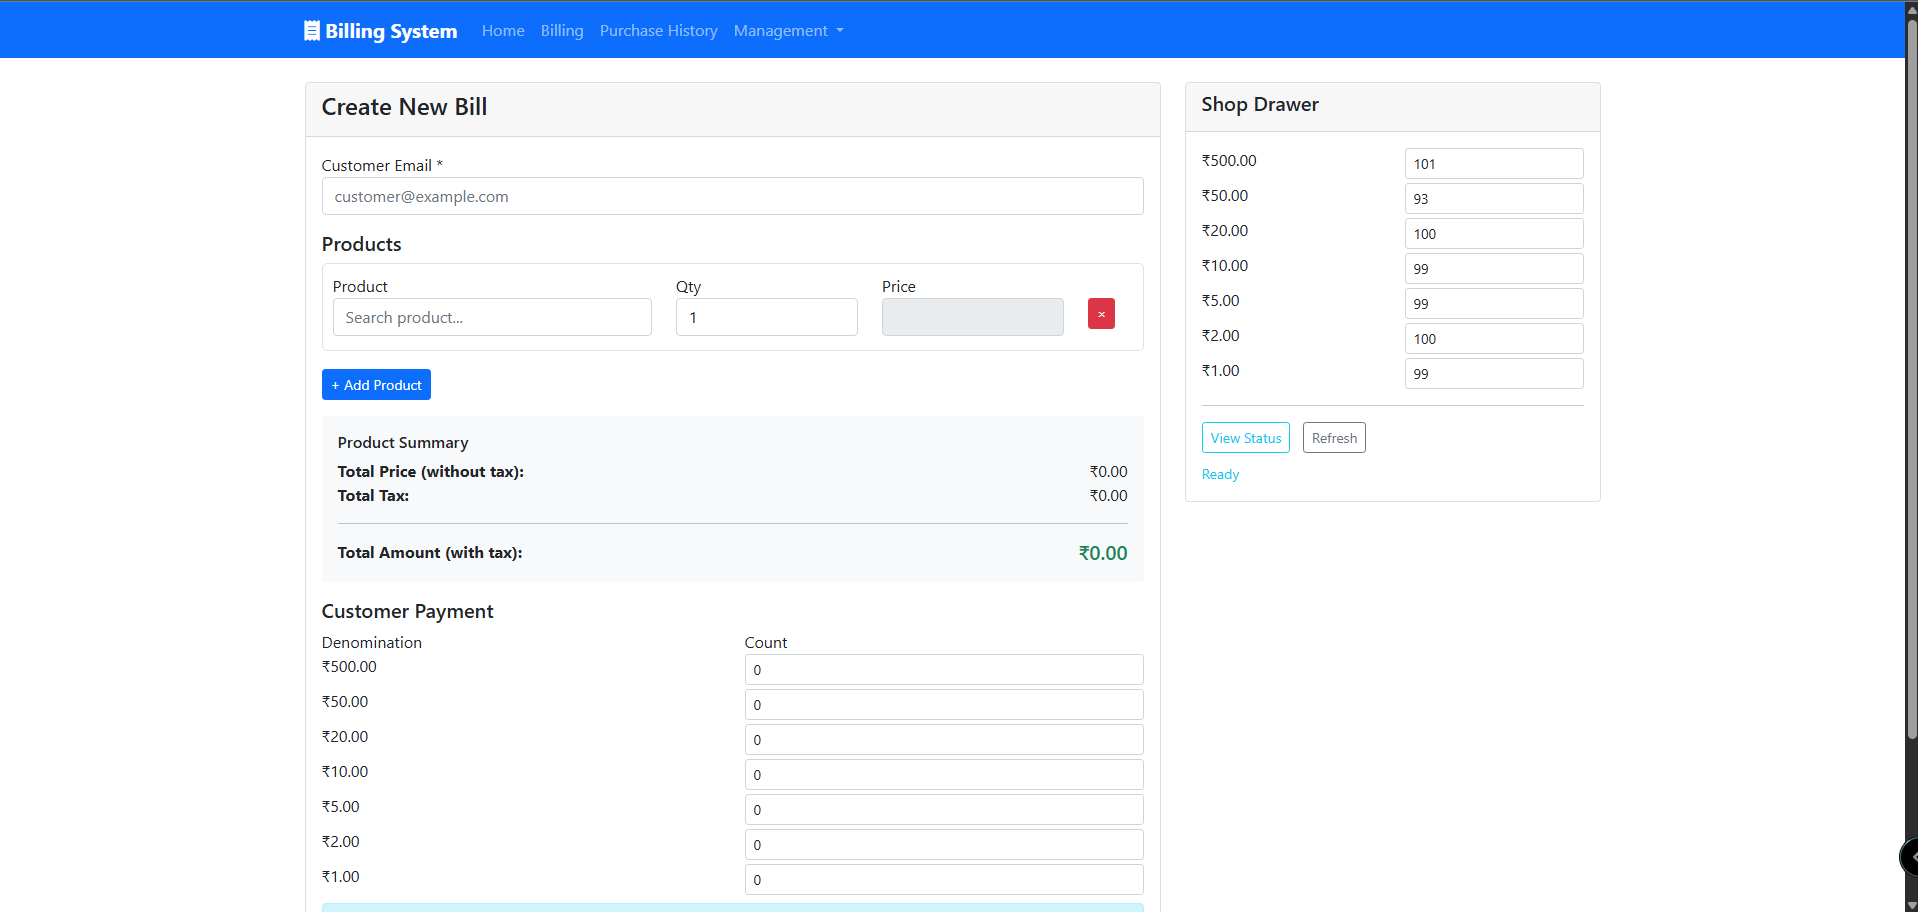 Billing System Home Billing Purchase History Management
Create New Bill
Customer Email *
customer@example.com
Products
Product Qty Price
Search product... 1 ×
+ Add Product
Product Summary
Total Price (without tax): ₹0.00
Total Tax: ₹0.00
Total Amount (with tax): ₹0.00
Customer Payment
Denomination Count
₹500.00 0
₹50.00 0
₹20.00 0
₹10.00 0
₹5.00 0
₹2.00 0
₹1.00 0
Shop Drawer
₹500.00 101
₹50.00 93
₹20.00 100
₹10.00 99
₹5.00 99
₹2.00 100
₹1.00 99
View Status Refresh
Ready